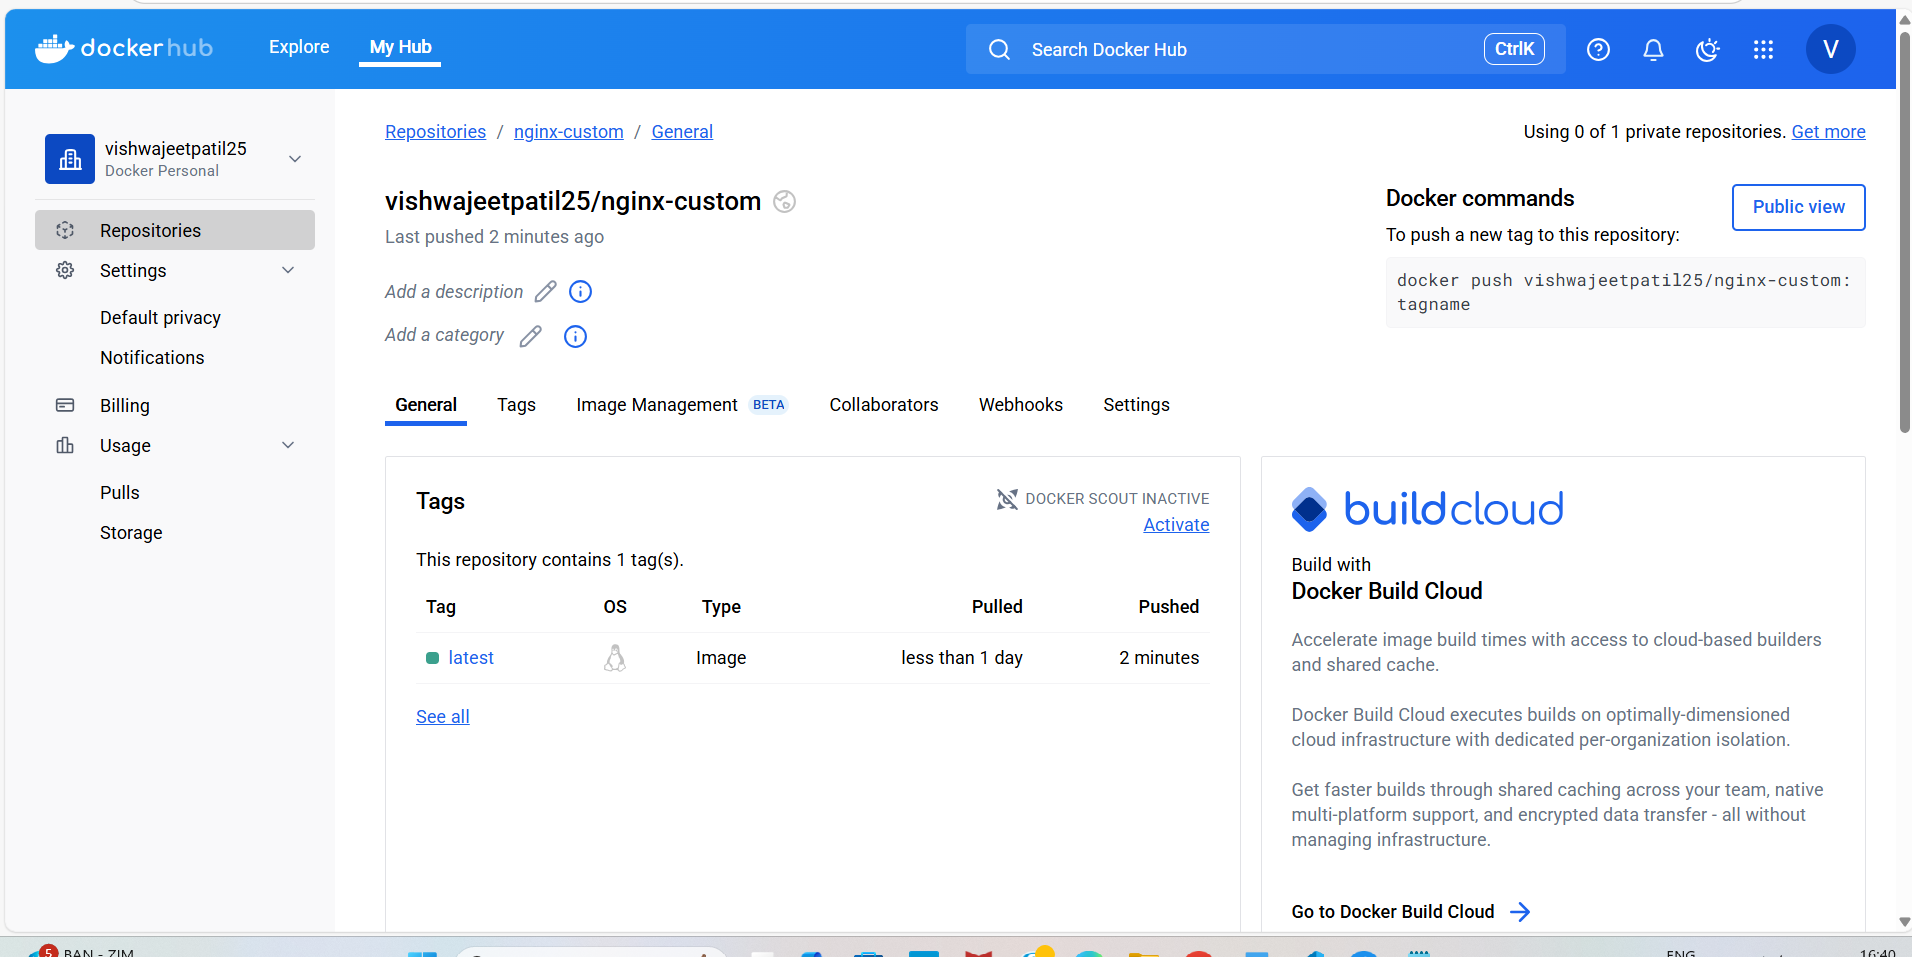 docker hub
Explore
My Hub
Search Docker Hub
CtrlK
V
vishwajeetpatil25
Docker Personal
Repositories
Settings
Default privacy
Notifications
Billing
Usage
Pulls
Storage
Repositories / nginx-custom / General
Using 0 of 1 private repositories. Get more
vishwajeetpatil25/nginx-custom
Last pushed 2 minutes ago
Add a description
Add a category
Docker commands
Public view
To push a new tag to this repository:
docker push vishwajeetpatil25/nginx-custom:
tagname
General Tags Image Management BETA Collaborators Webhooks Settings
Tags
DOCKER SCOUT INACTIVE
Activate
This repository contains 1 tag(s).
Tag OS Type Pulled Pushed
latest Image less than 1 day 2 minutes
See all
buildcloud
Build with
Docker Build Cloud
Accelerate image build times with access to cloud-based builders
and shared cache.
Docker Build Cloud executes builds on optimally-dimensioned
cloud infrastructure with dedicated per-organization isolation.
Get faster builds through shared caching across your team, native
multi-platform support, and encrypted data transfer - all without
managing infrastructure.
Go to Docker Build Cloud
5
BAN - ZIM
ENG
16:40